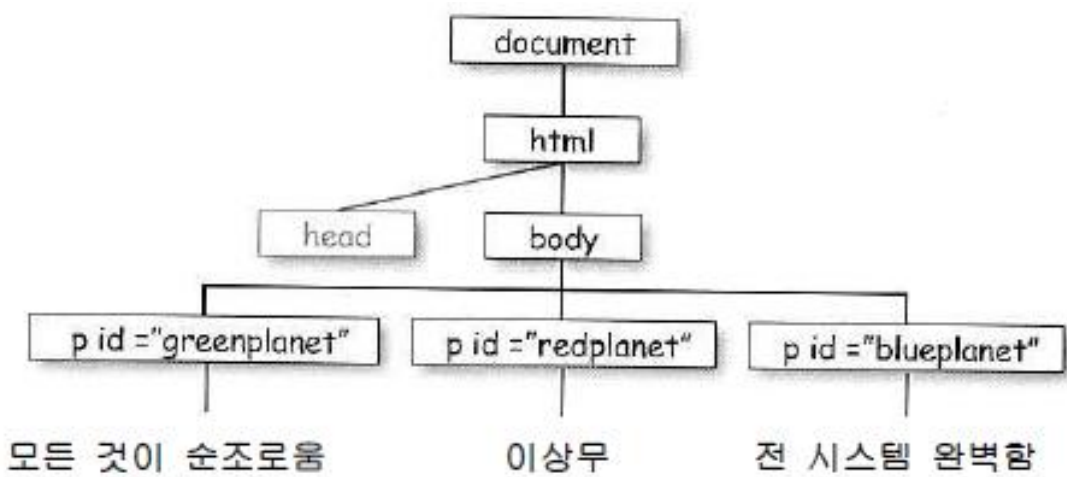 document
html
head
body
p id ="greenplanet"
p id ="redplanet"
p id ="blueplanet"
모든 것이 순조로움
이상무
전 시스템 완벽함